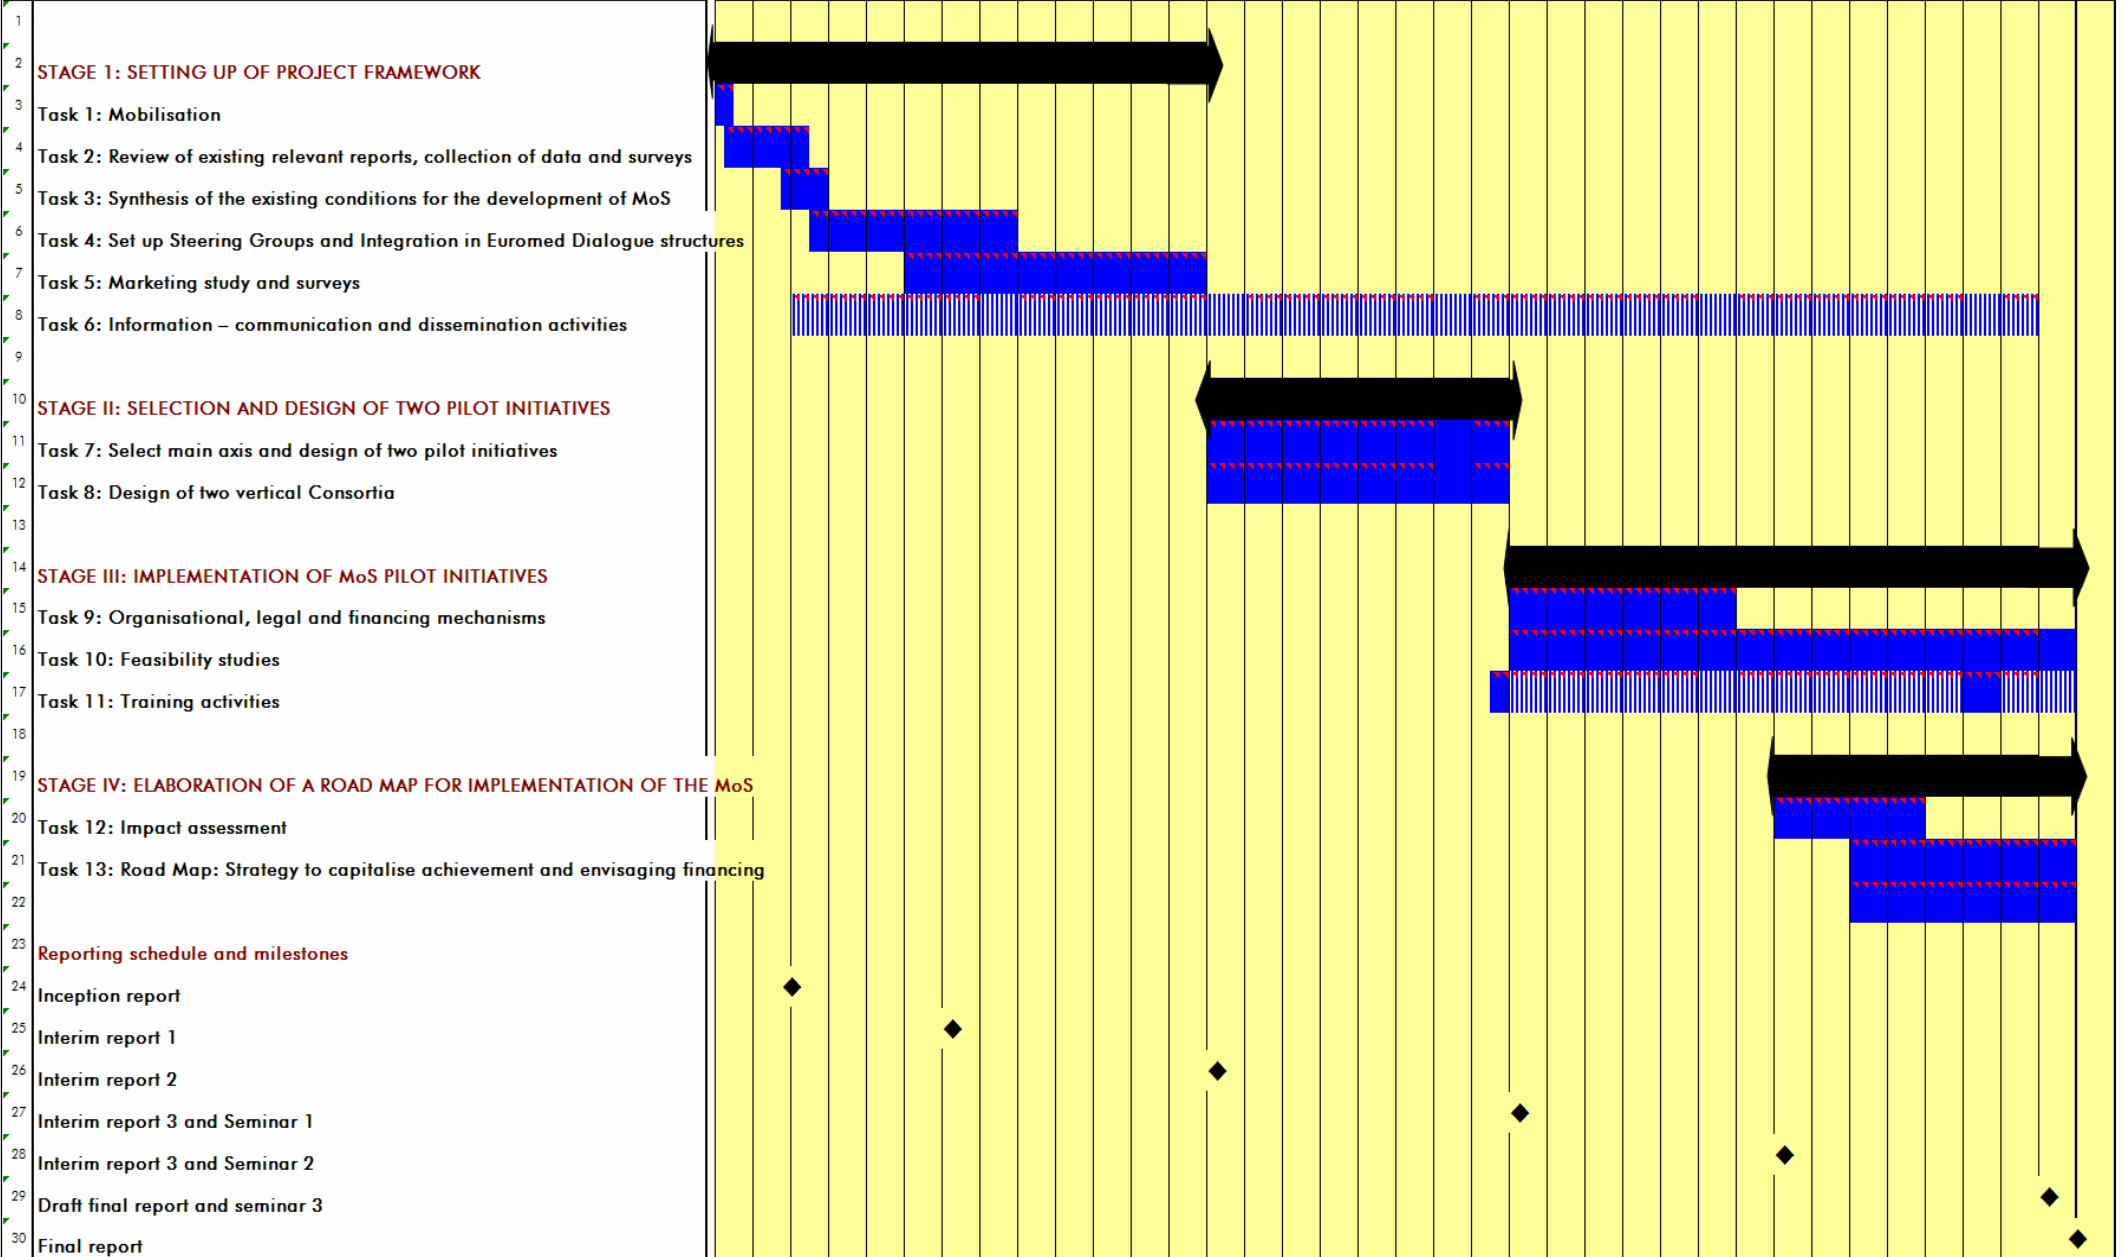 1
2 STAGE 1: SETTING UP OF PROJECT FRAMEWORK
3 Task 1: Mobilisation
4 Task 2: Review of existing relevant reports, collection of data and surveys
5 Task 3: Synthesis of the existing conditions for the development of MoS
6 Task 4: Set up Steering Groups and Integration in Euromed Dialogue structures
7 Task 5: Marketing study and surveys
8 Task 6: Information – communication and dissemination activities
9
10 STAGE II: SELECTION AND DESIGN OF TWO PILOT INITIATIVES
11 Task 7: Select main axis and design of two pilot initiatives
12 Task 8: Design of two vertical Consortia
13
14 STAGE III: IMPLEMENTATION OF MoS PILOT INITIATIVES
15 Task 9: Organisational, legal and financing mechanisms
16 Task 10: Feasibility studies
17 Task 11: Training activities
18
19 STAGE IV: ELABORATION OF A ROAD MAP FOR IMPLEMENTATION OF THE MoS
20 Task 12: Impact assessment
21 Task 13: Road Map: Strategy to capitalise achievement and envisaging financing
22
23 Reporting schedule and milestones
24 Inception report
25 Interim report 1
26 Interim report 2
27 Interim report 3 and Seminar 1
28 Interim report 3 and Seminar 2
29 Draft final report and seminar 3
30 Final report